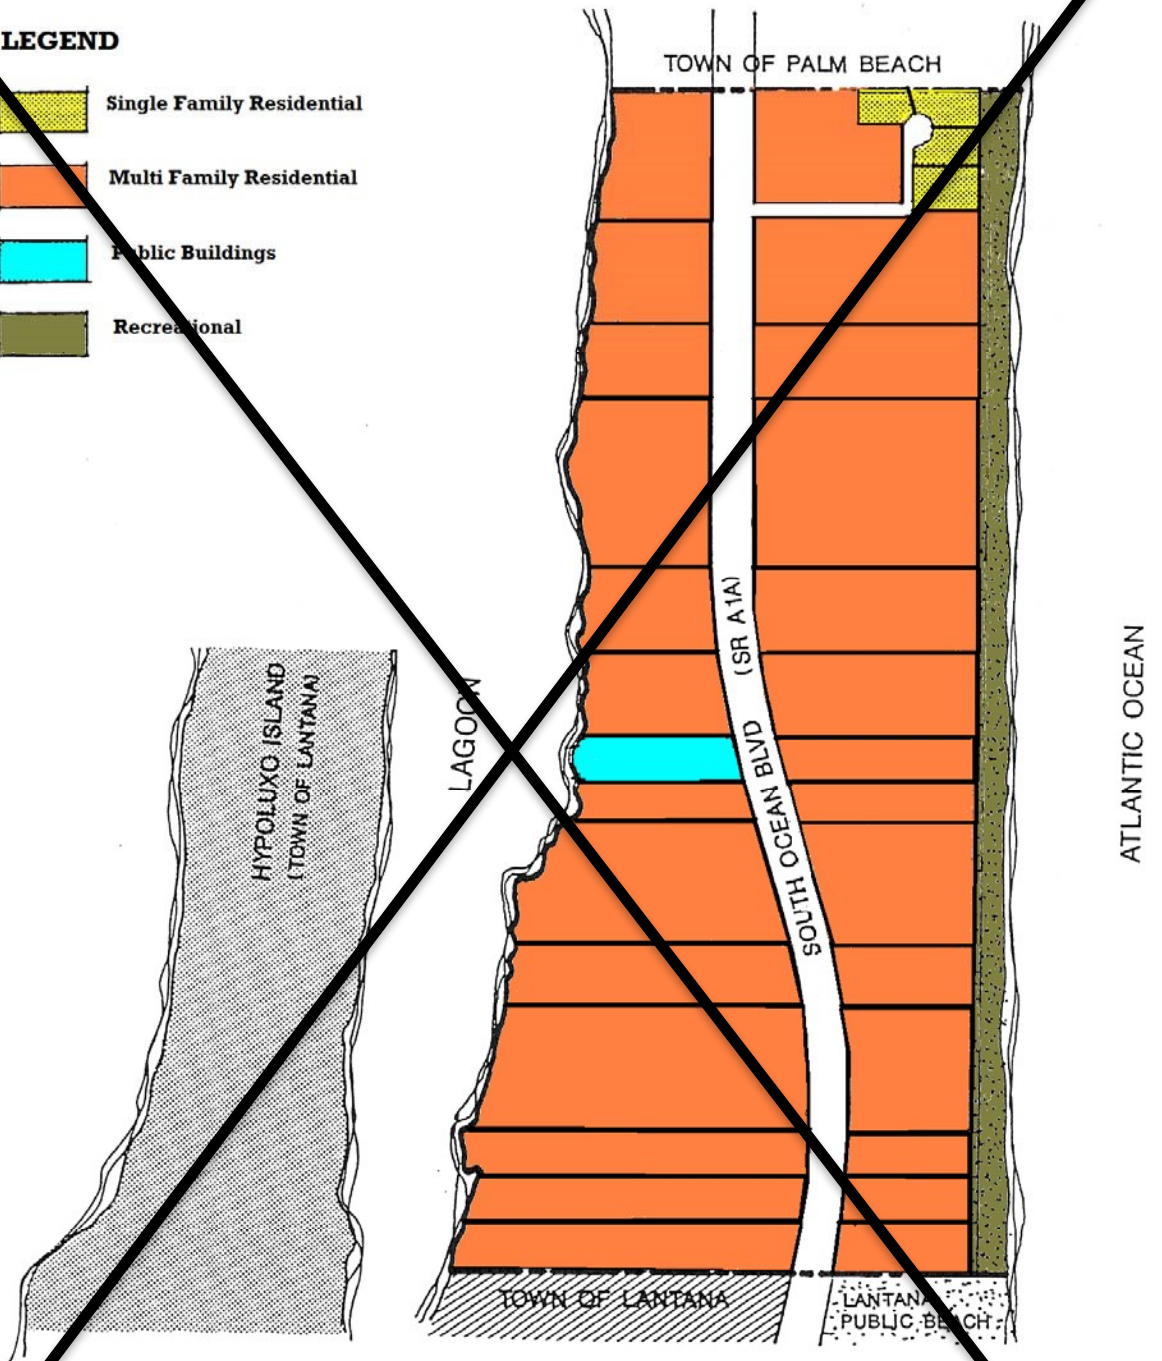 LEGEND
Single Family Residential
Multi Family Residential
Public Buildings
Recreational
TOWN OF PALM BEACH
(SR A1A)
SOUTH OCEAN BLVD
ATLANTIC OCEAN
LAGOON
HYPOLUXO ISLAND
(TOWN OF LANTANA)
TOWN OF LANTANA
LANTANA
PUBLIC BEACH